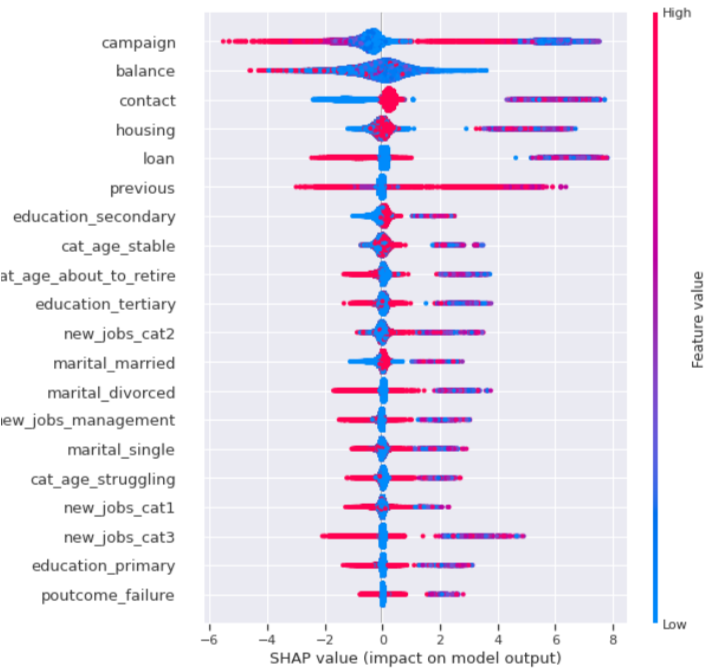 High
campaign
balance
contact
housing
loan
previous
education_secondary
cat_age_stable
at_age_about_to_retire
education_tertiary
new_jobs_cat2
marital_married
marital_divorced
new_jobs_management
marital_single
cat_age_struggling
new_jobs_cat1
new_jobs_cat3
education_primary
poutcome_failure
Feature value
Low
−6 −4 −2 0 2 4 6 8
SHAP value (impact on model output)